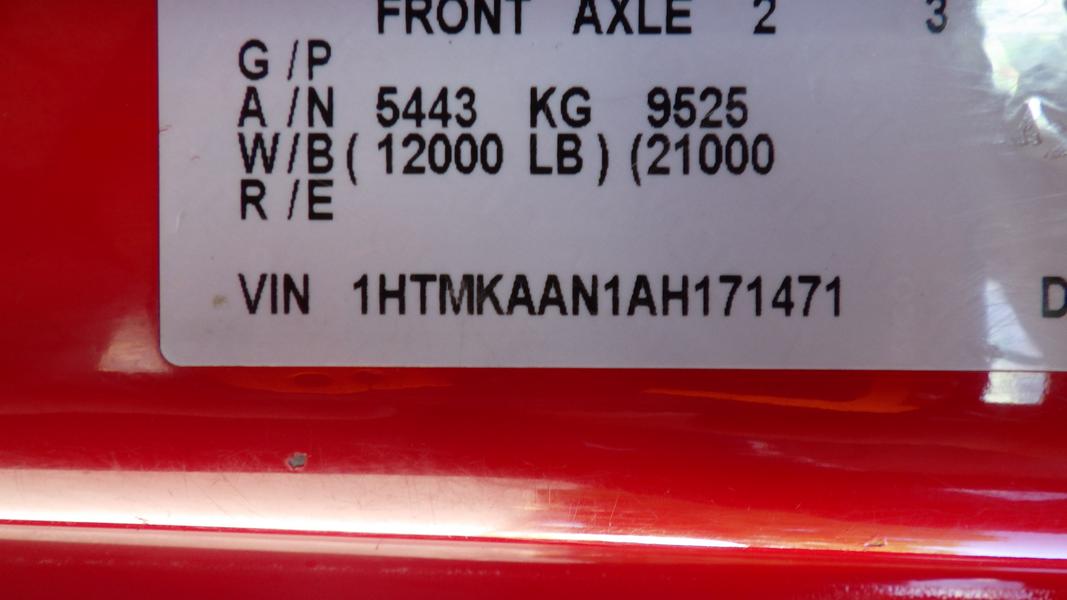 FRONT AXLE 2 3
G /P
A /N 5443 KG 9525
W/B ( 12000 LB ) (21000
R /E
VIN 1HTMKAAN1AH171471 D